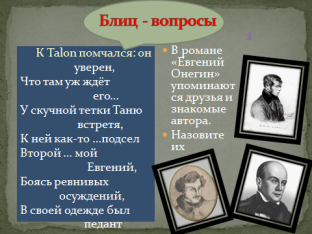 Блиц - вопросы
К Talon помчался: он
уверен,
Что там уж ждёт
его...
У скучной тетки Таню
встретя,
К ней как-то ...подсел
Второй ... мой
Евгений,
Боясь ревнивых
осуждений,
В своей одежде был
педант
В романе
«Евгений
Онегин»
упоминают
ся друзья и
знакомые
автора.
Назовите
их